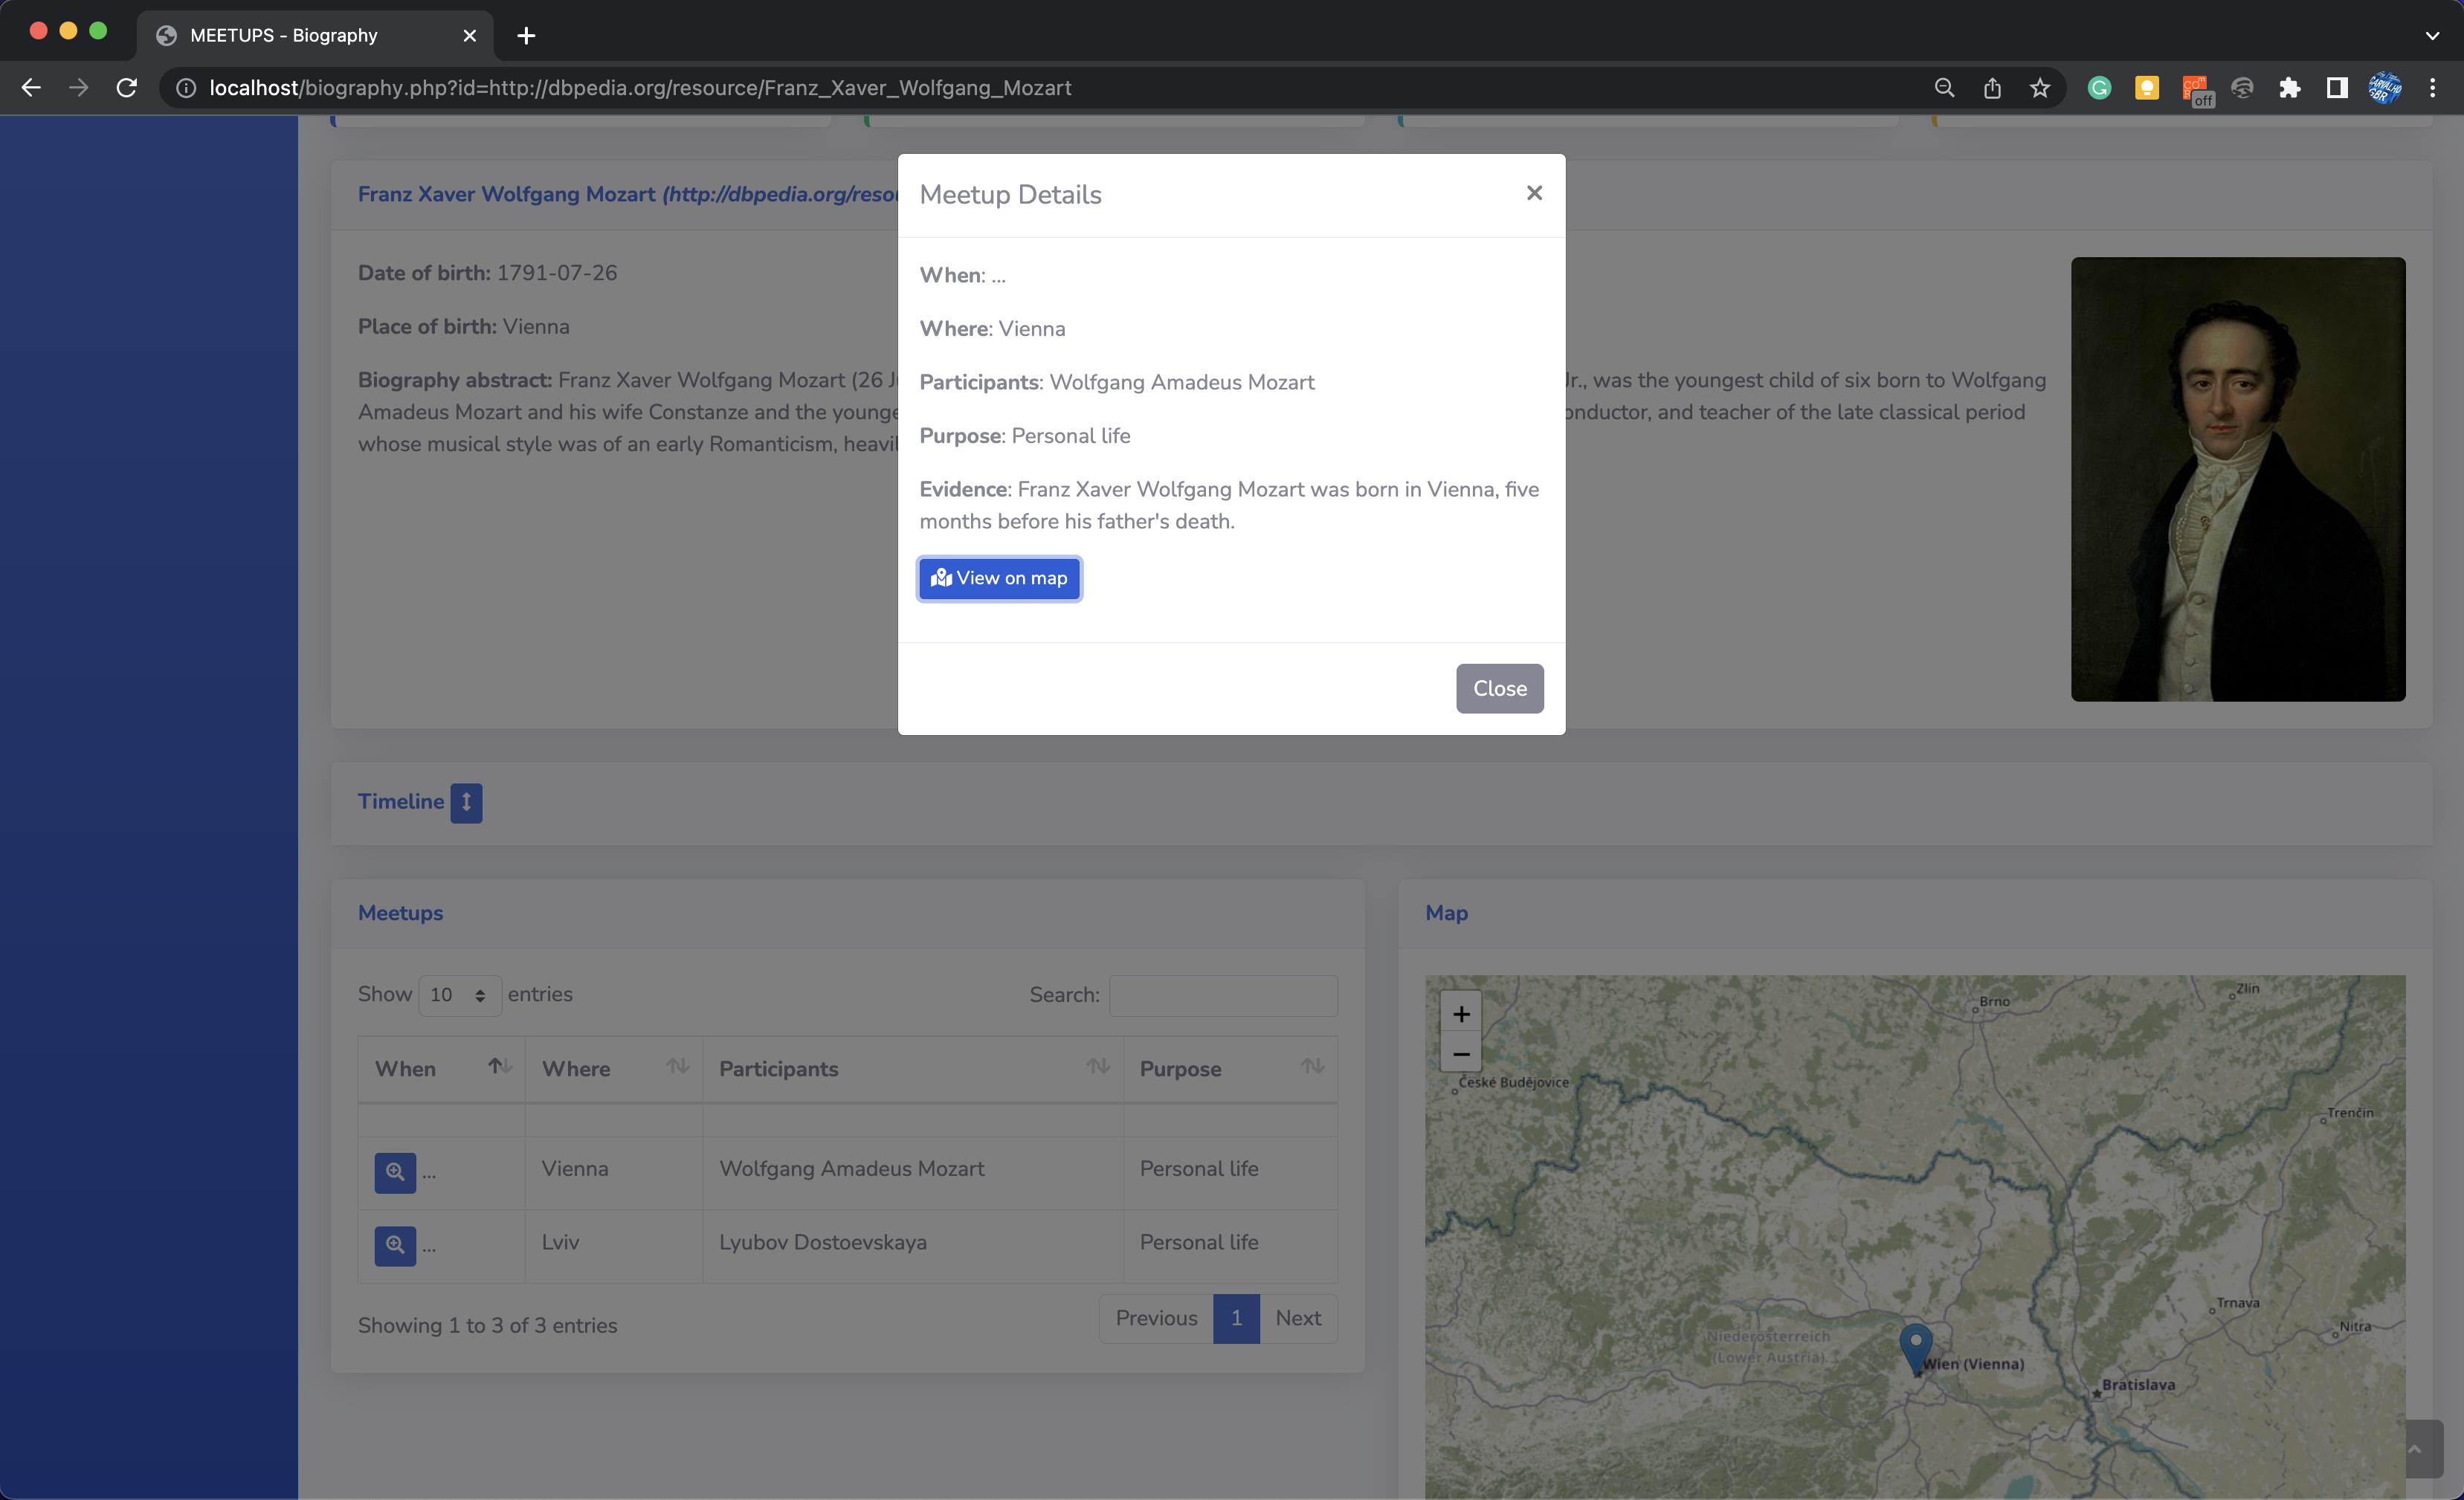 MEETUPS - Biography
localhost/biography.php?id=http://dbpedia.org/resource/Franz_Xaver_Wolfgang_Mozart
off
Franz Xaver Wolfgang Mozart (http://dbpedia.org/resou
Date of birth: 1791-07-26
Place of birth: Vienna
Biography abstract: Franz Xaver Wolfgang Mozart (26 J
Jr., was the youngest child of six born to Wolfgang
Amadeus Mozart and his wife Constanze and the younge
onductor, and teacher of the late classical period
whose musical style was of an early Romanticism, heavil
Meetup Details
When: ...
Where: Vienna
Participants: Wolfgang Amadeus Mozart
Purpose: Personal life
Evidence: Franz Xaver Wolfgang Mozart was born in Vienna, five
months before his father's death.
View on map
Close
Timeline
Meetups
Show 10 entries
Search:
When Where Participants Purpose
... Vienna Wolfgang Amadeus Mozart Personal life
... Lviv Lyubov Dostoevskaya Personal life
Showing 1 to 3 of 3 entries
Previous 1 Next
Map
+
−
Zlín
Brno
České Budějovice
Trenčín
Trnava
Nitra
Niederösterreich
(Lower Austria)
Wien (Vienna)
Bratislava